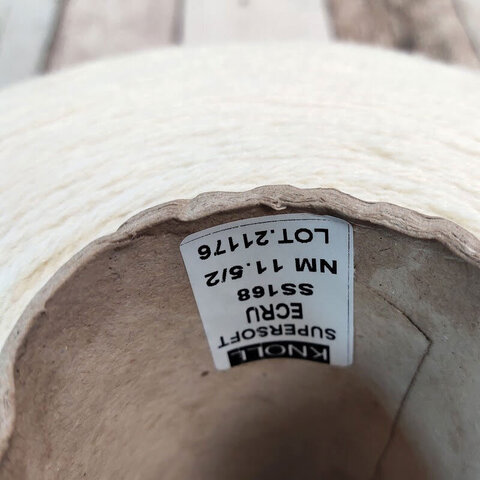 KNOLL
SUPERSOFT
ECRU
SS168
NM 11.5/2
LOT.21176